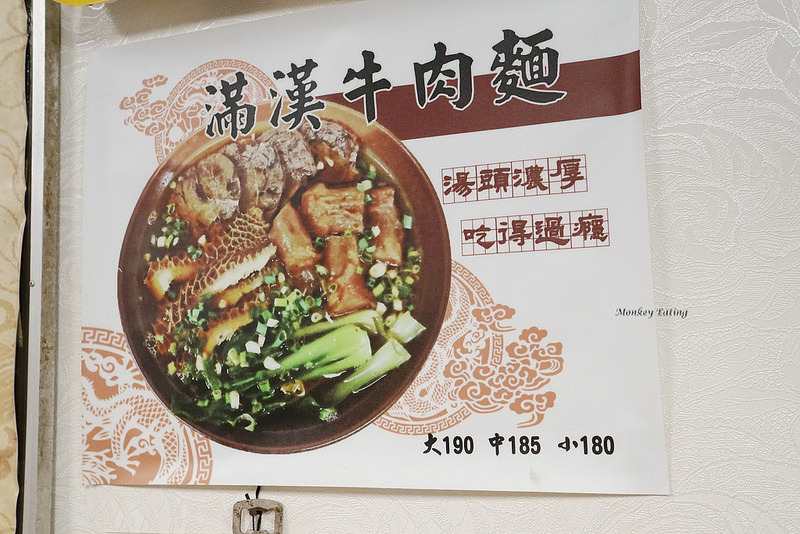 滿漢牛肉麵
湯頭濃厚
吃得過癮
Monkey Eating
大190 中185 小180